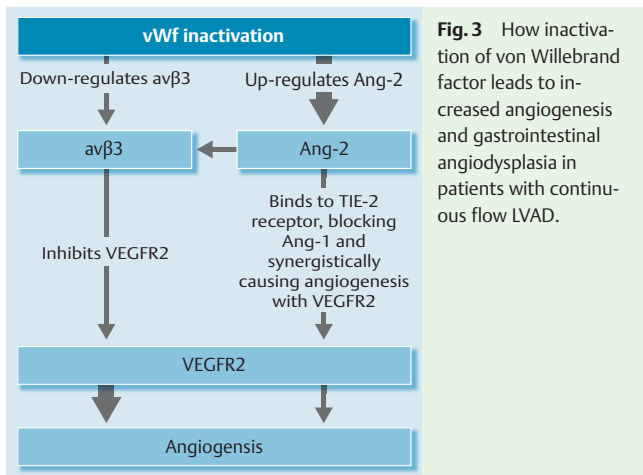 vWf inactivation
Down-regulates avβ3
Up-regulates Ang-2
avβ3
Ang-2
Inhibits VEGFR2
Binds to TIE-2
receptor, blocking
Ang-1 and
synergistically
causing angiogenesis
with VEGFR2
VEGFR2
Angiogensis
Fig. 3 How inactiva-
tion of von Willebrand
factor leads to in-
creased angiogenesis
and gastrointestinal
angiodysplasia in
patients with continu-
ous flow LVAD.